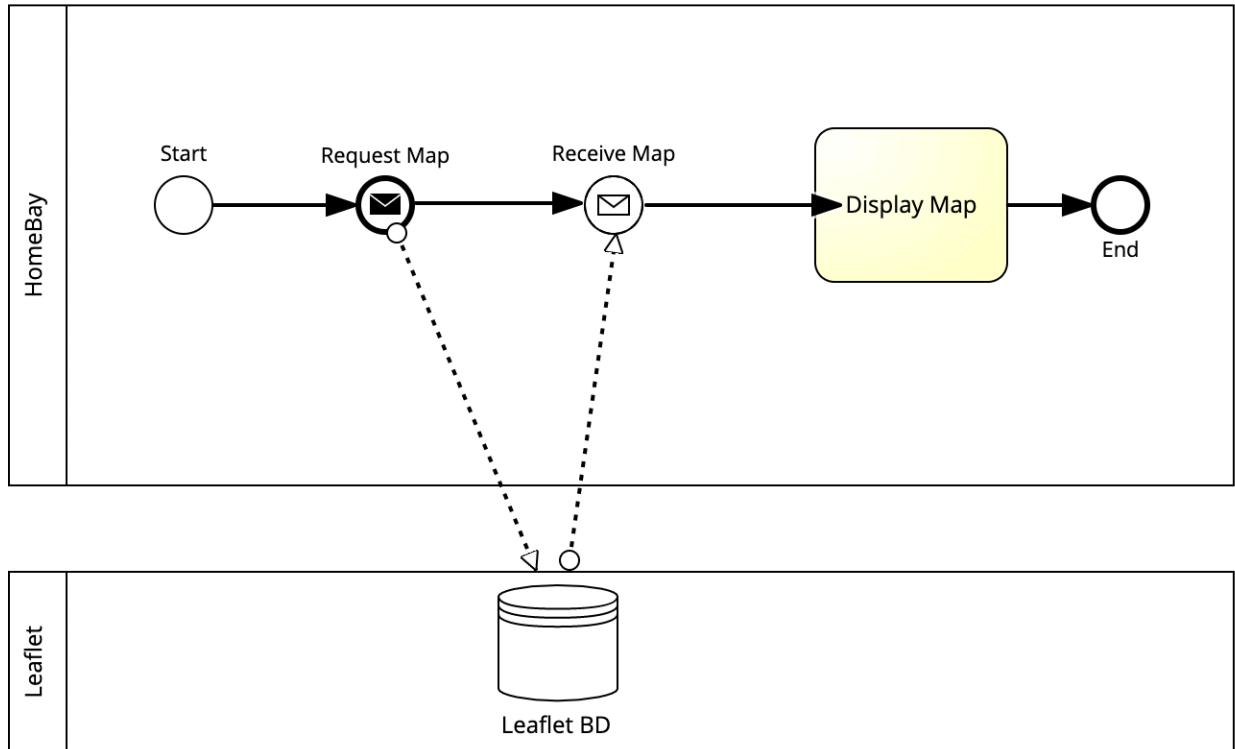 HomeBay
Start
Request Map
Receive Map
Display Map
End
Leaflet
Leaflet BD